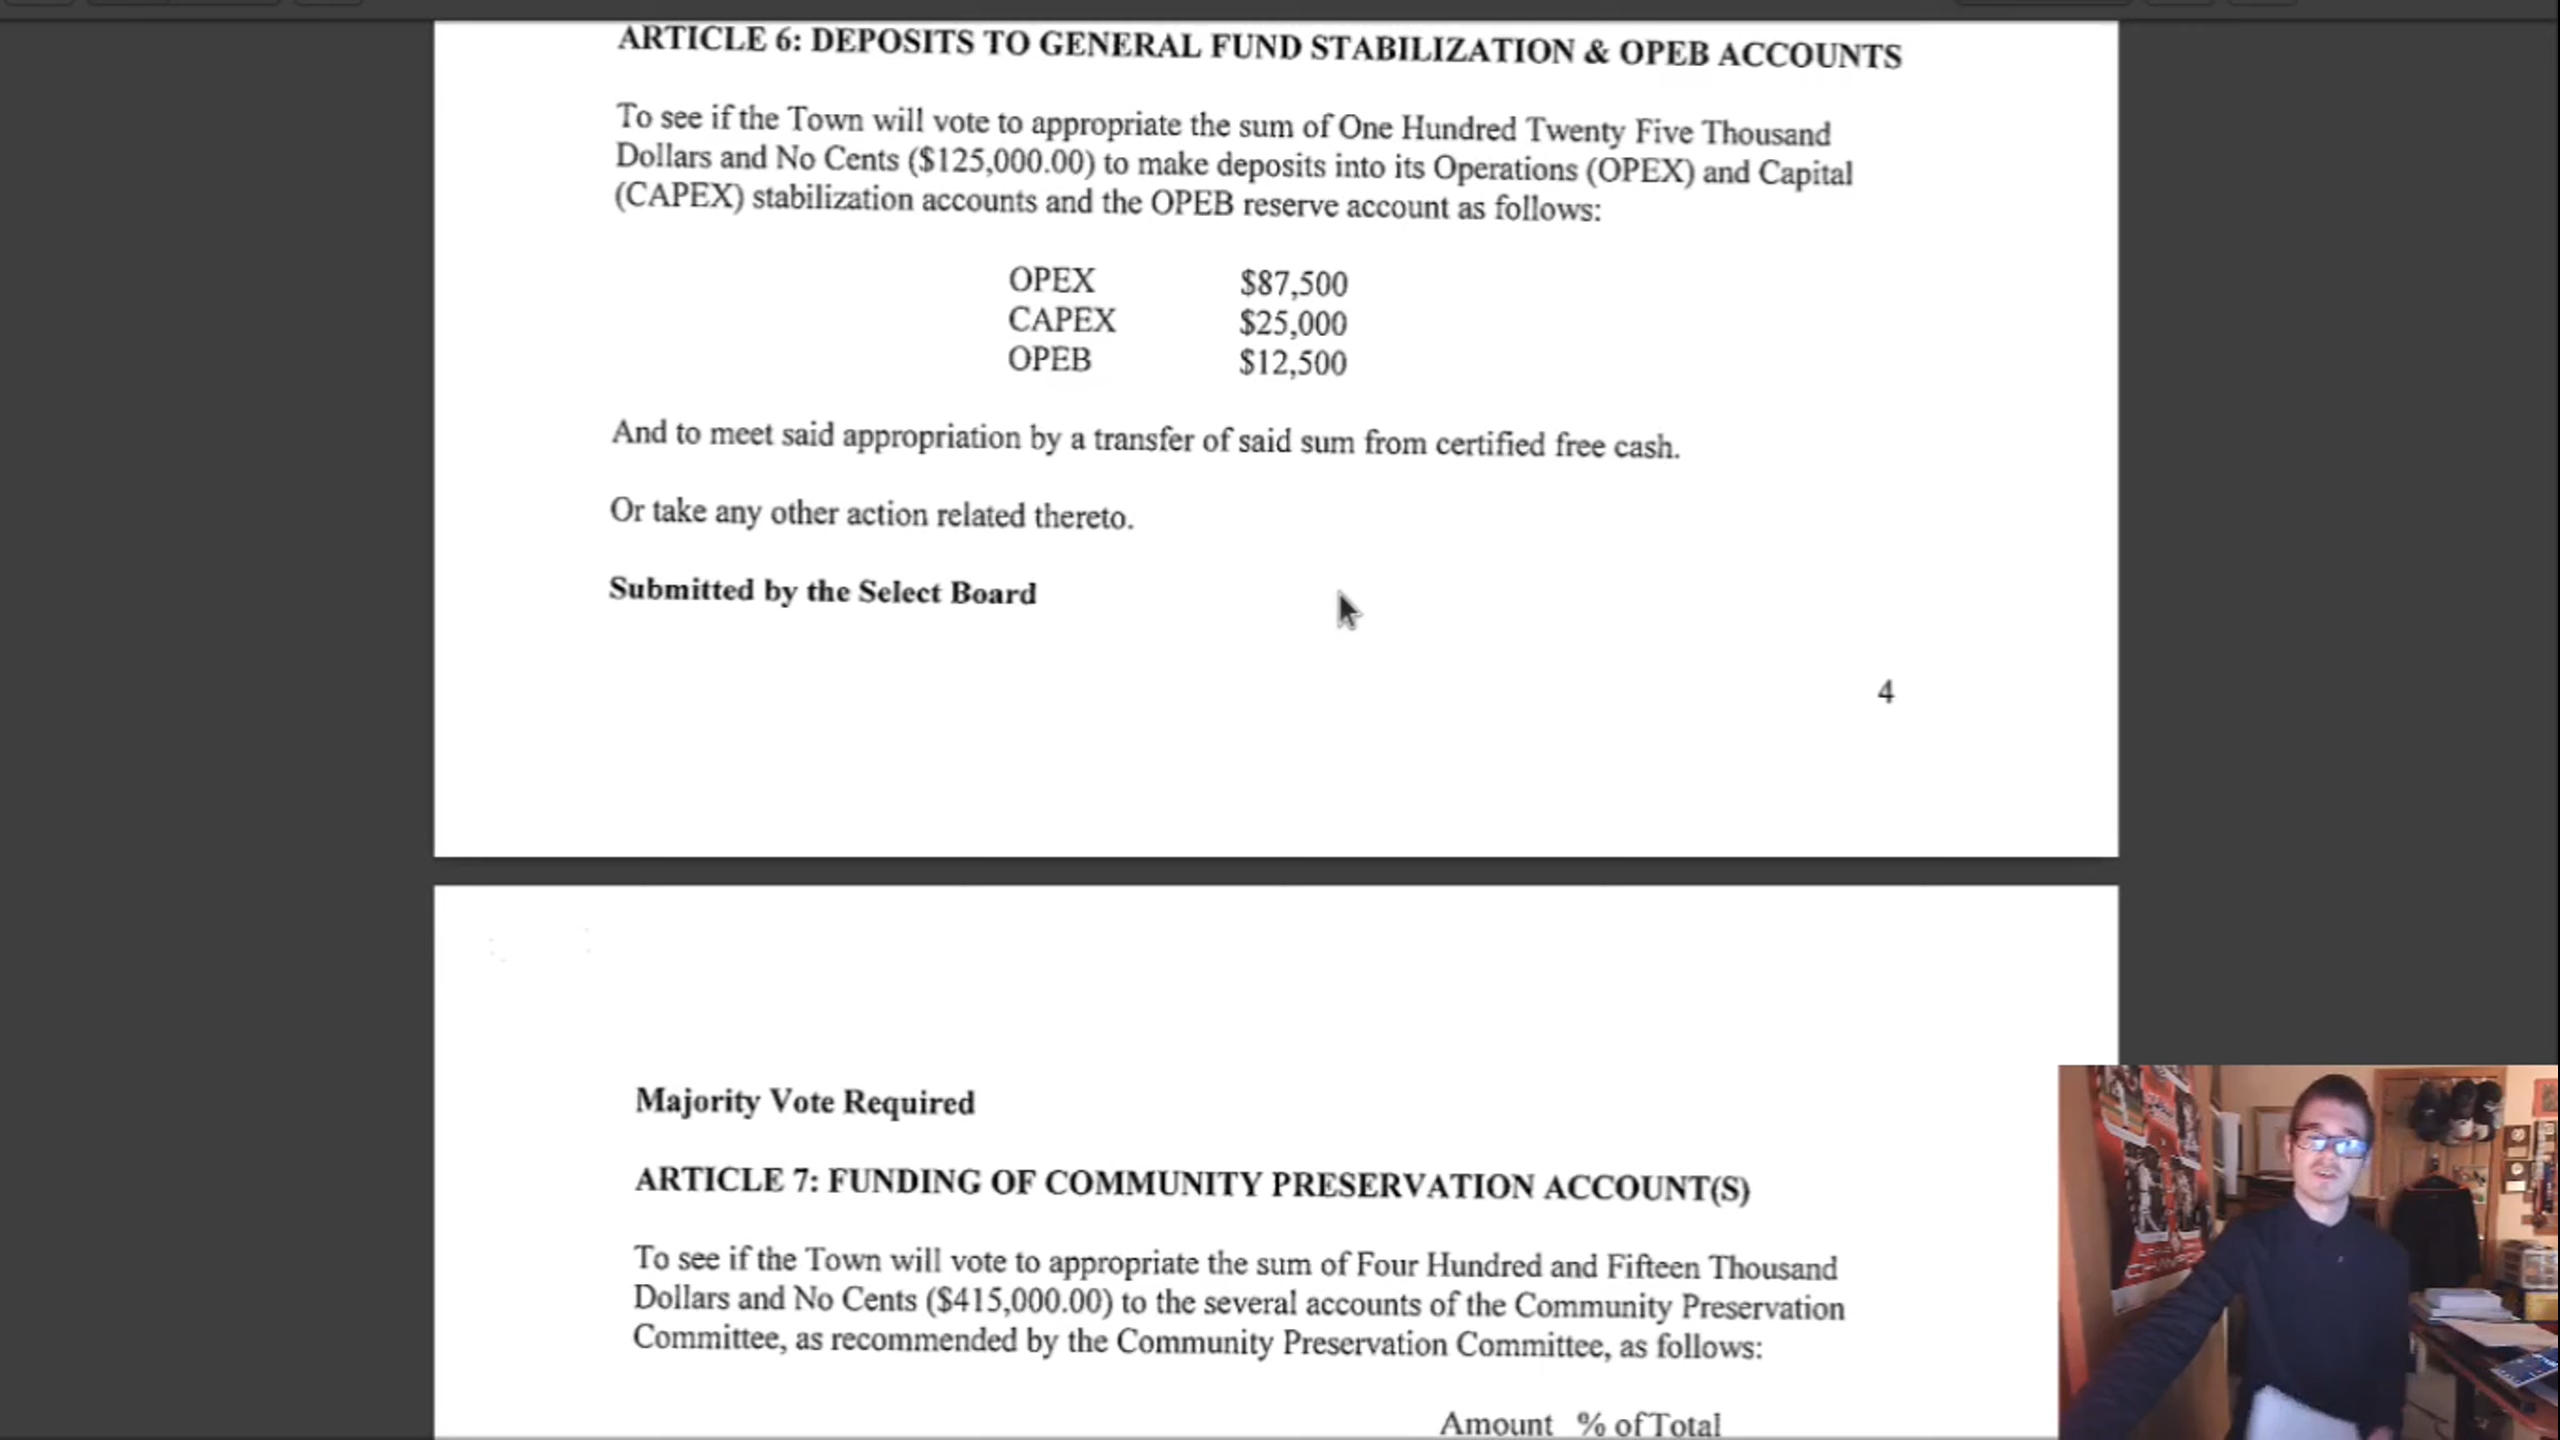 ARTICLE 6: DEPOSITS TO GENERAL FUND STABILIZATION & OPEB ACCOUNTS
To see if the Town will vote to appropriate the sum of One Hundred Twenty Five Thousand
Dollars and No Cents ($125,000.00) to make deposits into its Operations (OPEX) and Capital
(CAPEX) stabilization accounts and the OPEB reserve account as follows:
OPEX $87,500
CAPEX $25,000
OPEB $12,500
And to meet said appropriation by a transfer of said sum from certified free cash.
Or take any other action related thereto.
Submitted by the Select Board
4
Majority Vote Required
ARTICLE 7: FUNDING OF COMMUNITY PRESERVATION ACCOUNT(S)
To see if the Town will vote to appropriate the sum of Four Hundred and Fifteen Thousand
Dollars and No Cents ($415,000.00) to the several accounts of the Community Preservation
Committee, as recommended by the Community Preservation Committee, as follows:
Amount % of Total